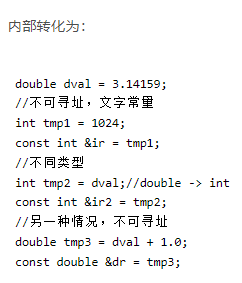 内部转化为：
double dval = 3.14159;
//不可寻址，文字常量
int tmp1 = 1024;
const int &ir = tmp1;
//不同类型
int tmp2 = dval;//double -> int
const int &ir2 = tmp2;
//另一种情况，不可寻址
double tmp3 = dval + 1.0;
const double &dr = tmp3;